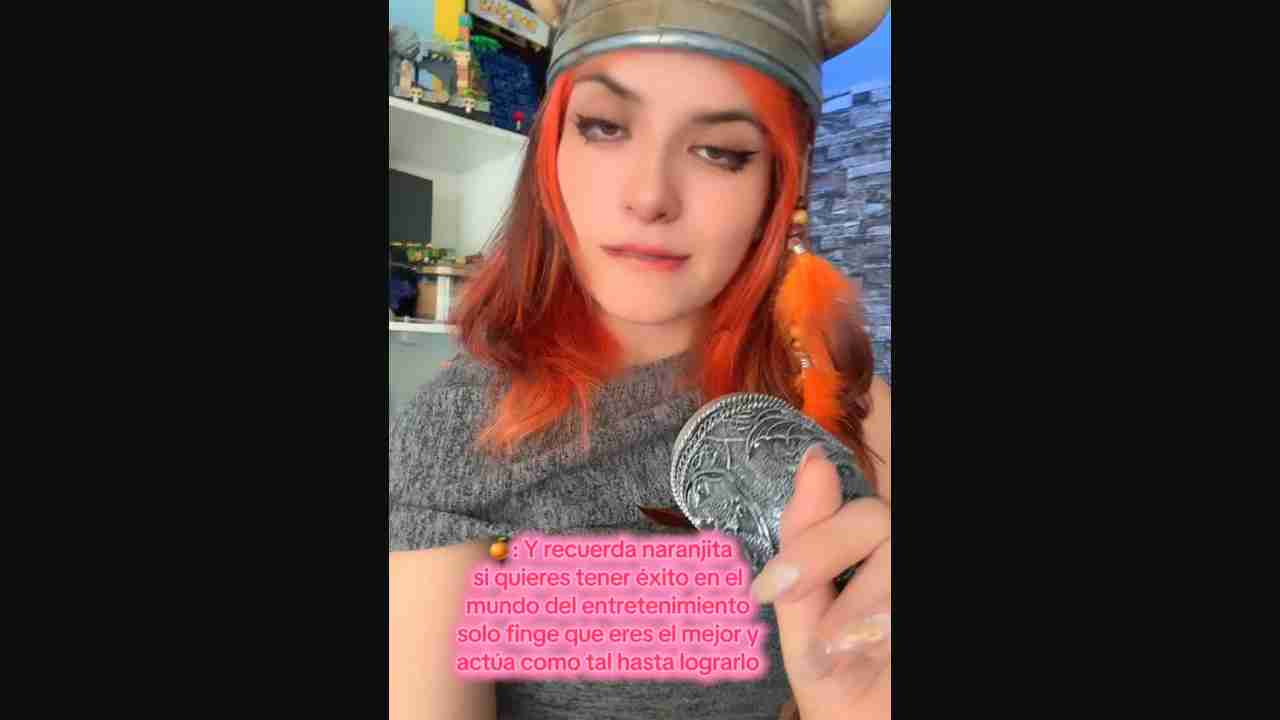 🍊: Y recuerda naranjita
si quieres tener éxito en el
mundo del entretenimiento
solo finge que eres el mejor y
actúa como tal hasta lograrlo